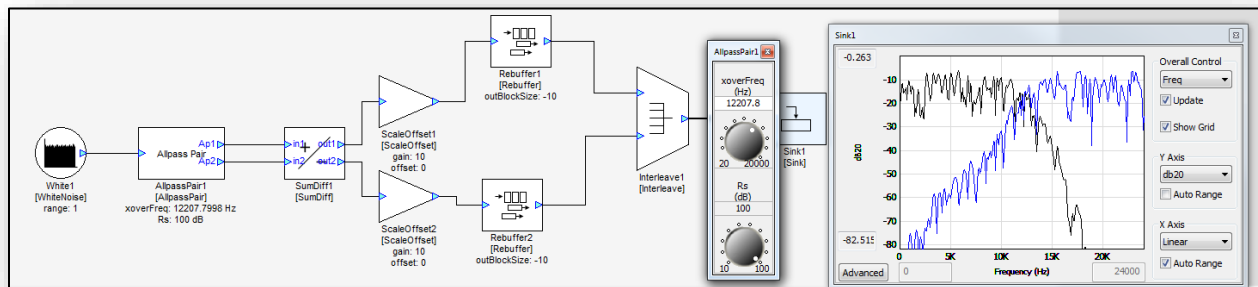 White1
[WhiteNoise]
range: 1
Allpass Pair
Ap1
Ap2
AllpassPair1
[AllpassPair]
xoverFreq: 12207.7998 Hz
Rs: 100 dB
in1 out1
in2 out2
SumDiff1
[SumDiff]
ScaleOffset1
[ScaleOffset]
gain: 10
offset: 0
ScaleOffset2
[ScaleOffset]
gain: 10
offset: 0
Rebuffer1
[Rebuffer]
outBlockSize: -10
Rebuffer2
[Rebuffer]
outBlockSize: -10
Interleave1
[Interleave]
AllpassPair1
xoverFreq
(Hz)
12207.8
20 20000
Rs
(dB)
100
10 100
Sink1
[Sink]
Sink1
-0.263
-10
-20
-30
-40
-50
-60
-70
-80
dB20
-82.515
0 5K 10K 15K 20K
Advanced
0
Frequency (Hz)
24000
Overall Control
Freq
Update
Show Grid
Y Axis
db20
Auto Range
X Axis
Linear
Auto Range